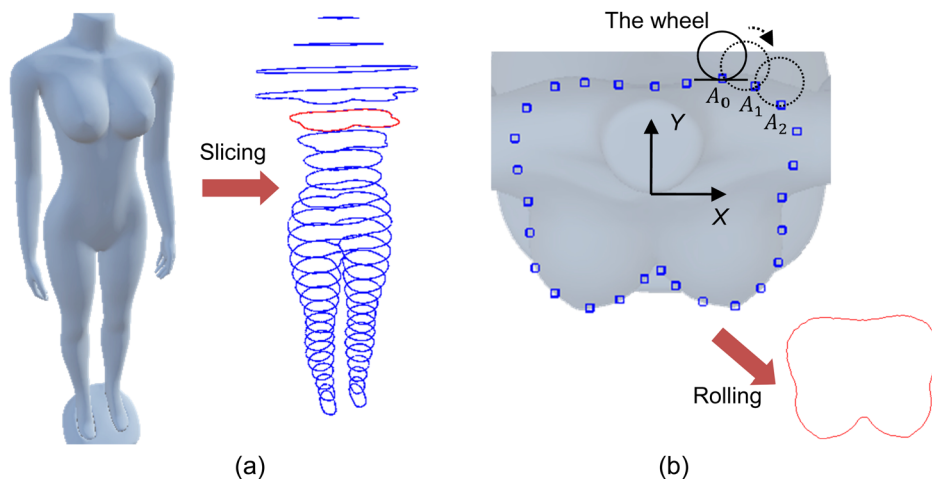 Slicing
(a)
The wheel
A₀
A₁
A₂
Y
X
Rolling
(b)